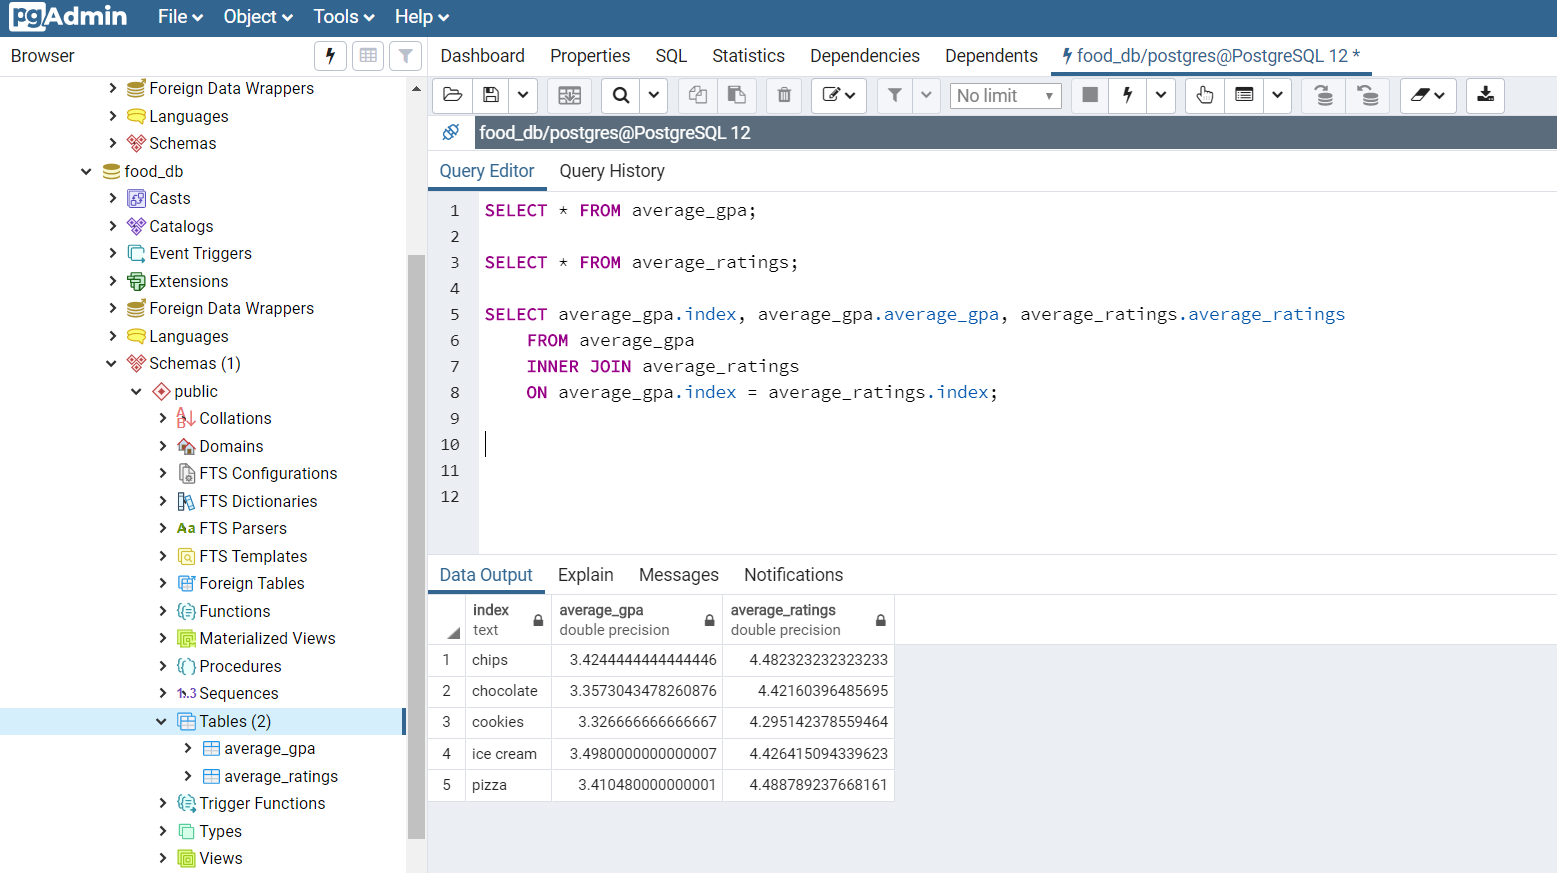 pgAdmin File Object Tools Help
Browser
Dashboard Properties SQL Statistics Dependencies Dependents food_db/postgres@PostgreSQL 12 *
No limit
food_db/postgres@PostgreSQL 12
Foreign Data Wrappers
Languages
Schemas
food_db
Casts
Catalogs
Event Triggers
Extensions
Foreign Data Wrappers
Languages
Schemas (1)
public
Collations
Domains
FTS Configurations
FTS Dictionaries
Aa FTS Parsers
FTS Templates
Foreign Tables
Functions
Materialized Views
Procedures
1..3 Sequences
Tables (2)
average_gpa
average_ratings
Trigger Functions
Types
Views
Query Editor Query History
1 SELECT * FROM average_gpa;
2
3 SELECT * FROM average_ratings;
4
5 SELECT average_gpa.index, average_gpa.average_gpa, average_ratings.average_ratings
6 FROM average_gpa
7 INNER JOIN average_ratings
8 ON average_gpa.index = average_ratings.index;
9
10
11
12
Data Output Explain Messages Notifications
index average_gpa average_ratings
text double precision double precision
1 chips 3.4244444444444446 4.482323232323233
2 chocolate 3.3573043478260876 4.42160396485695
3 cookies 3.326666666666667 4.295142378559464
4 ice cream 3.4980000000000007 4.426415094339623
5 pizza 3.410480000000001 4.488789237668161